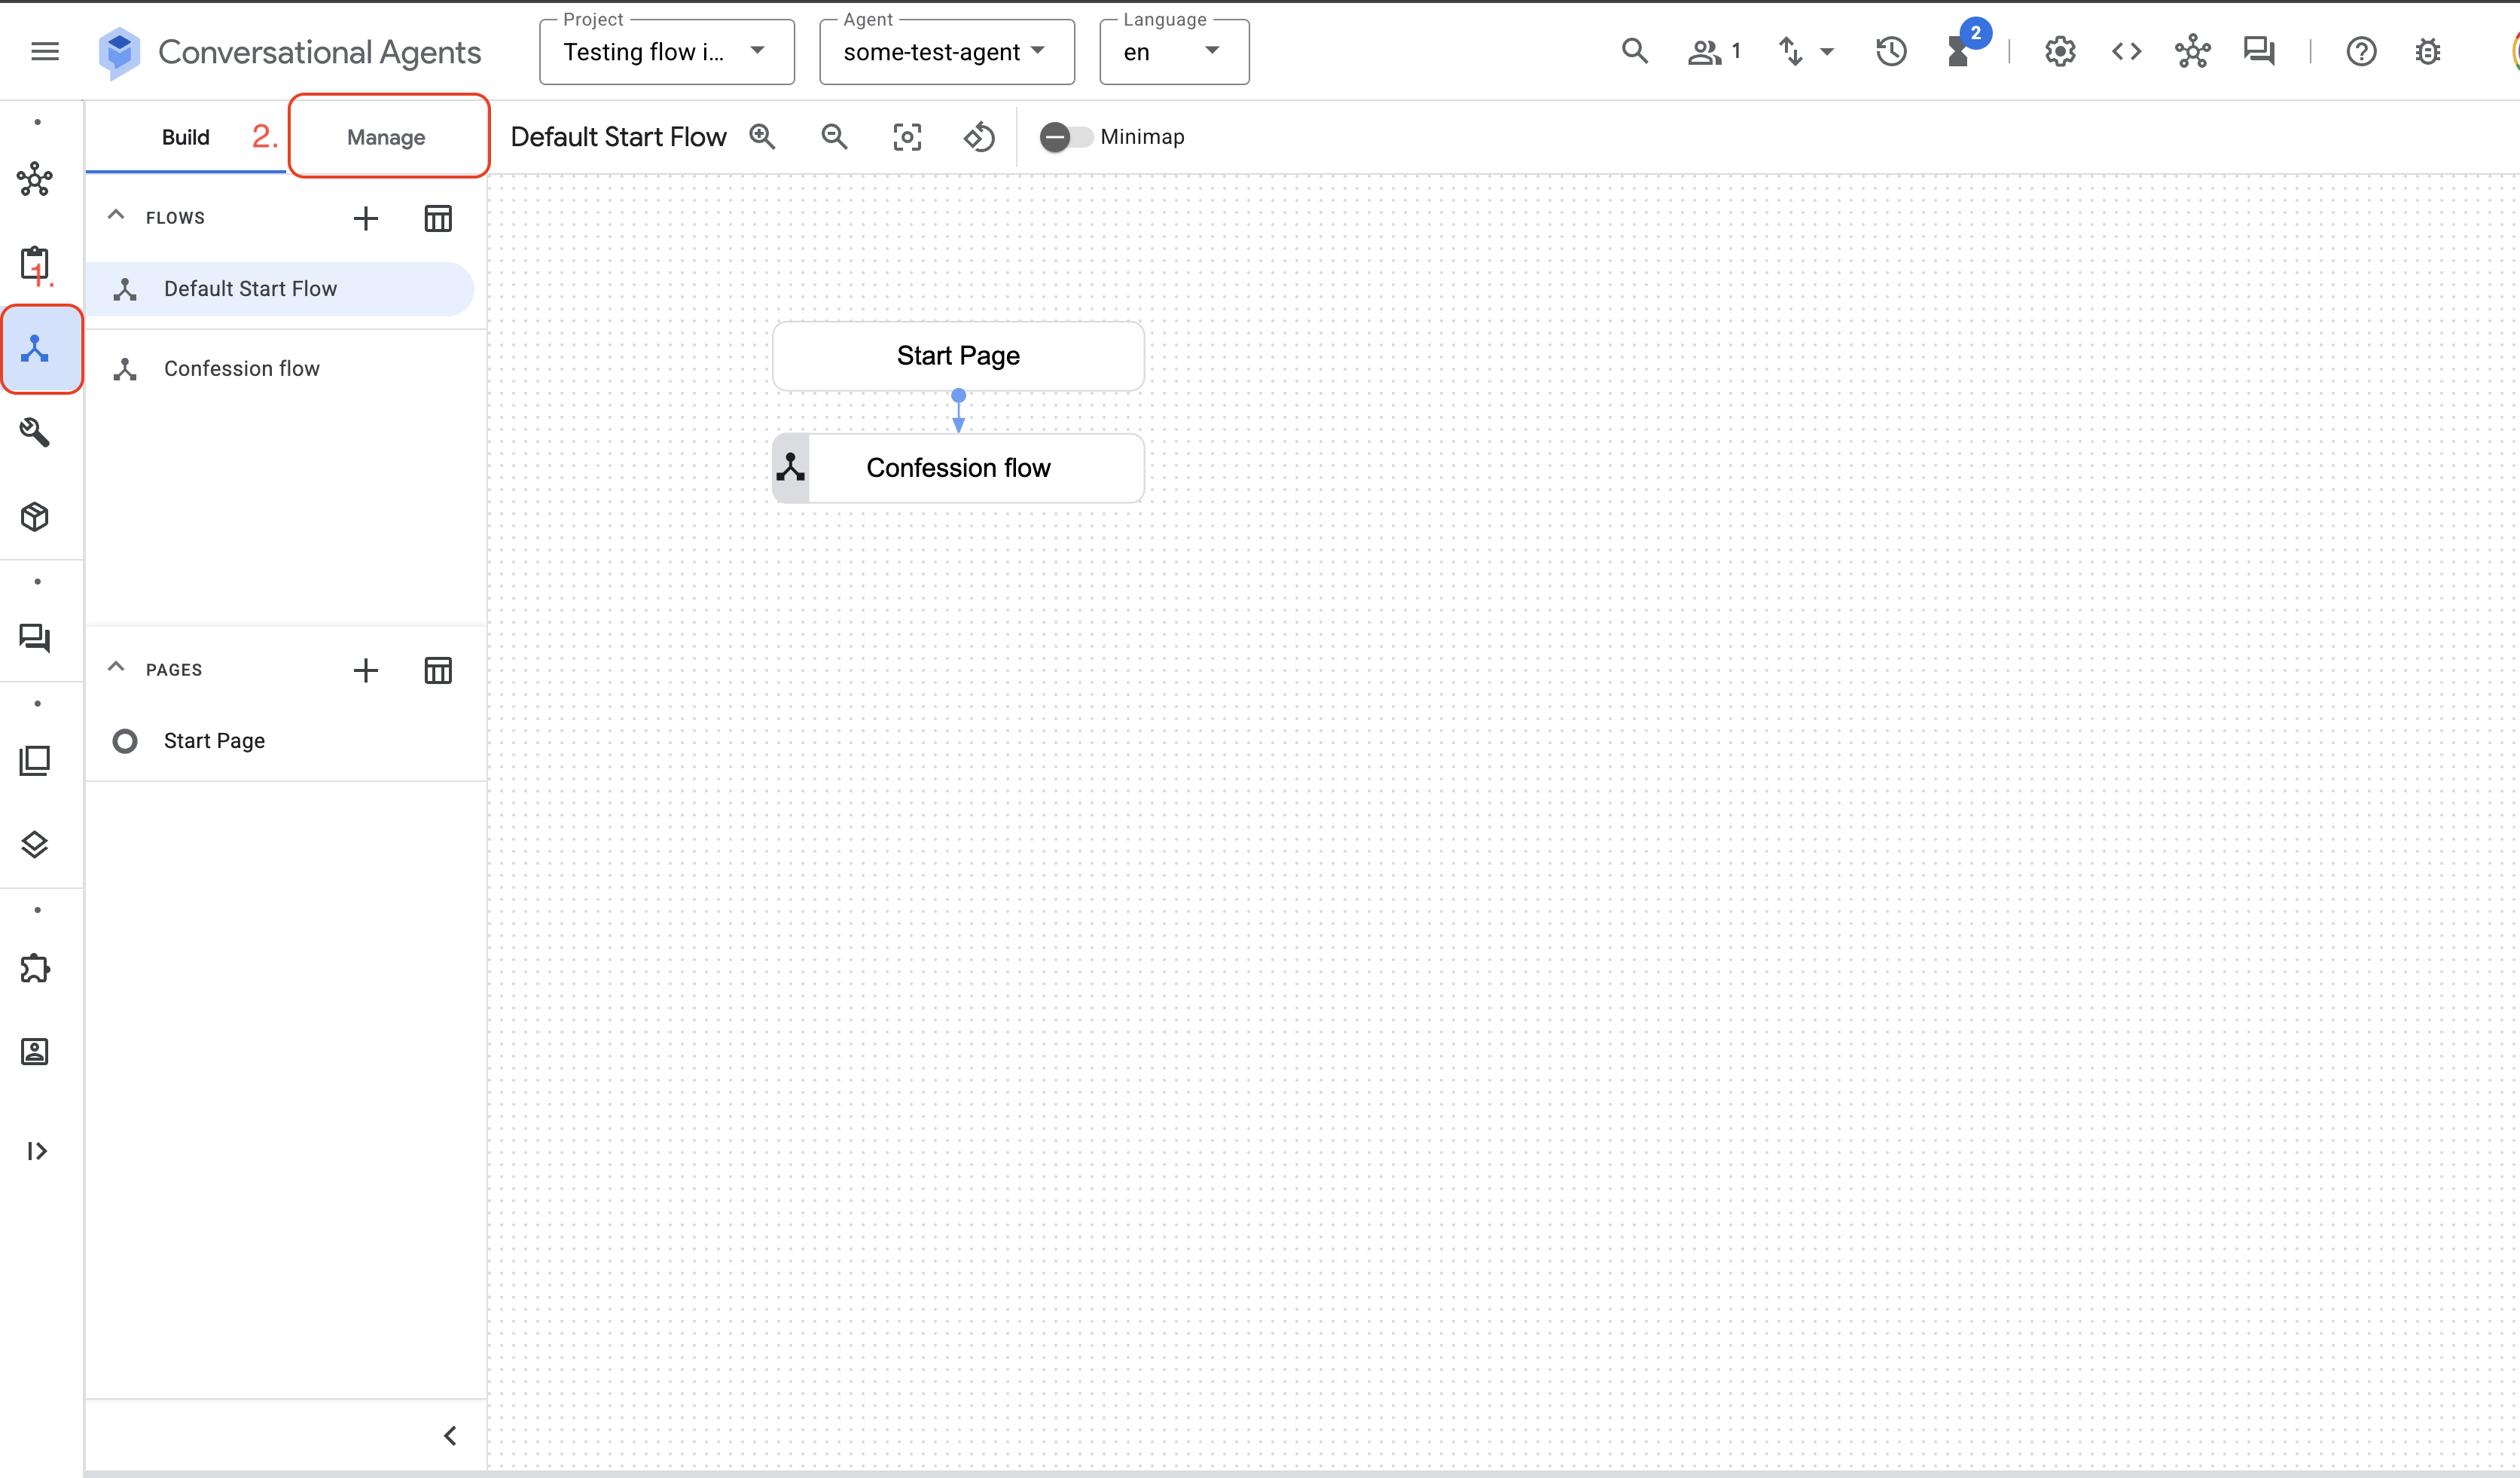 Conversational Agents
Project
Testing flow i...
Agent
some-test-agent
Language
en
1
2
Build
2.
Manage
Default Start Flow
Minimap
FLOWS
1.
Default Start Flow
Confession flow
Start Page
Confession flow
PAGES
Start Page